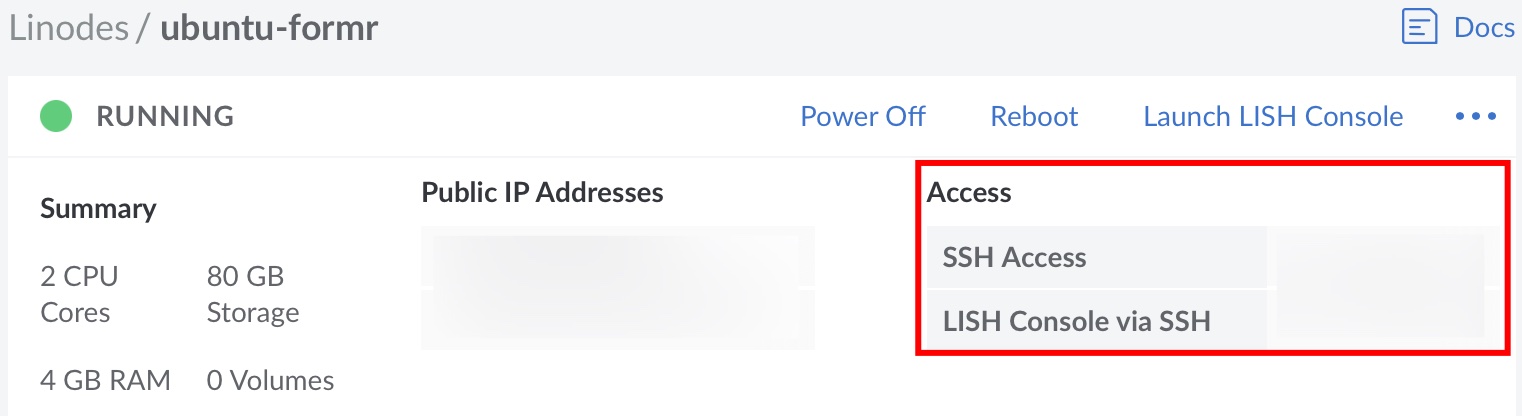 Linodes / ubuntu-formr
Docs
RUNNING
Power Off
Reboot
Launch LISH Console
Summary
2 CPU Cores
80 GB Storage
4 GB RAM
0 Volumes
Public IP Addresses
Access
SSH Access
LISH Console via SSH